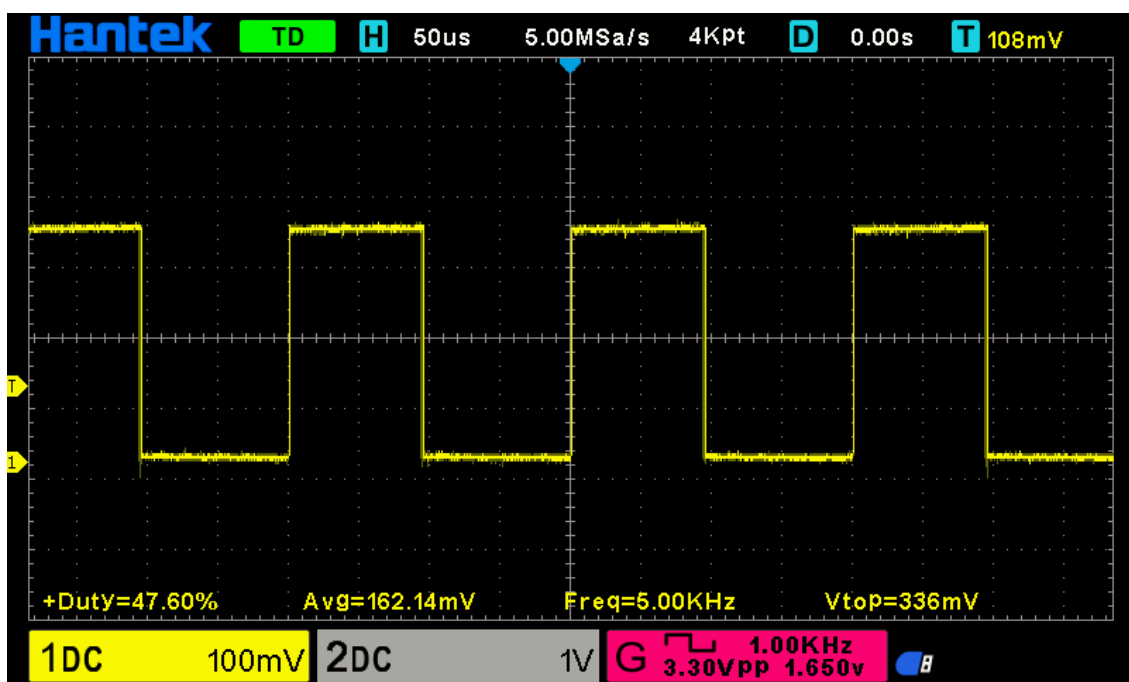 Hantek TD H 50us 5.00MSa/s 4Kpt D 0.00s T 108mV
T
1
+Duty=47.60% Avg=162.14mV Freq=5.00KHz Vtop=336mV
1DC 100mV 2DC 1V G 1.00KHz
3.30Vpp 1.650v